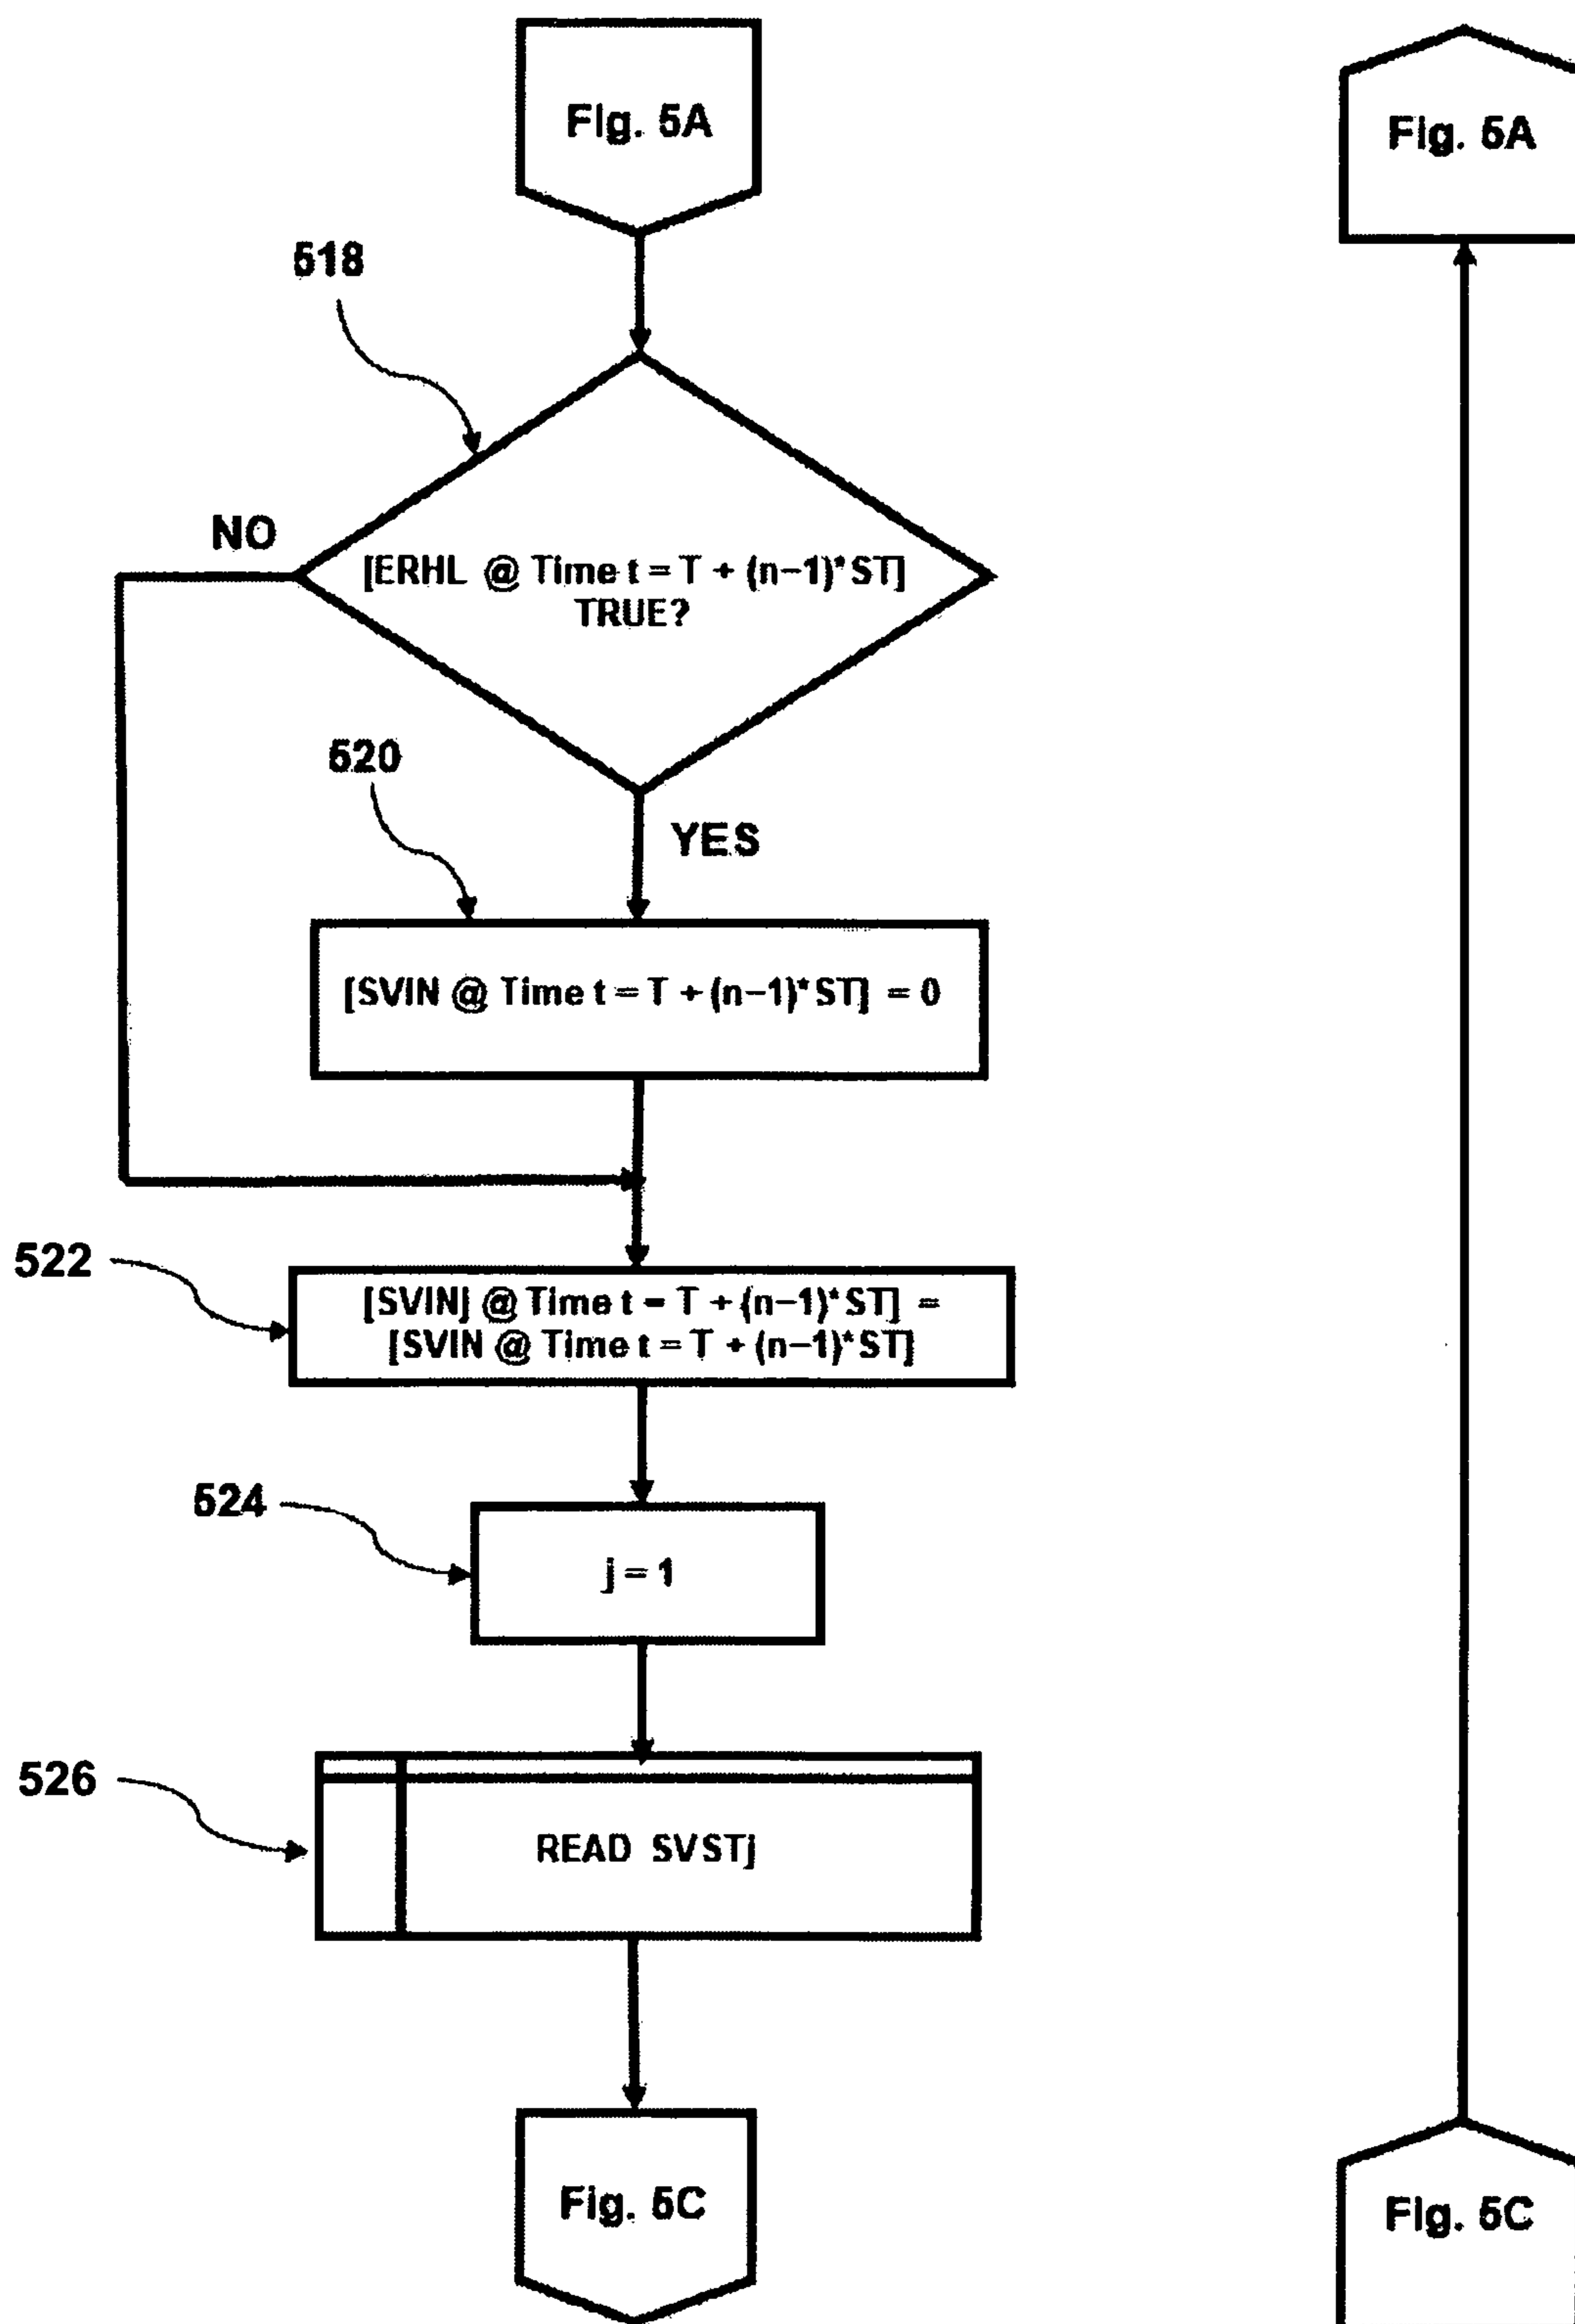 Fig. 5A
Fig. 5A
518
NO
[ERHL @ Time t = T + (n−1)*ST]
TRUE?
520
YES
[SVIN @ Time t = T + (n−1)*ST] = 0
522
[SVINj @ Time t = T + (n−1)*ST] =
[SVIN @ Time t = T + (n−1)*ST]
524
j = 1
526
READ SVSTj
Fig. 5C
Fig. 5C